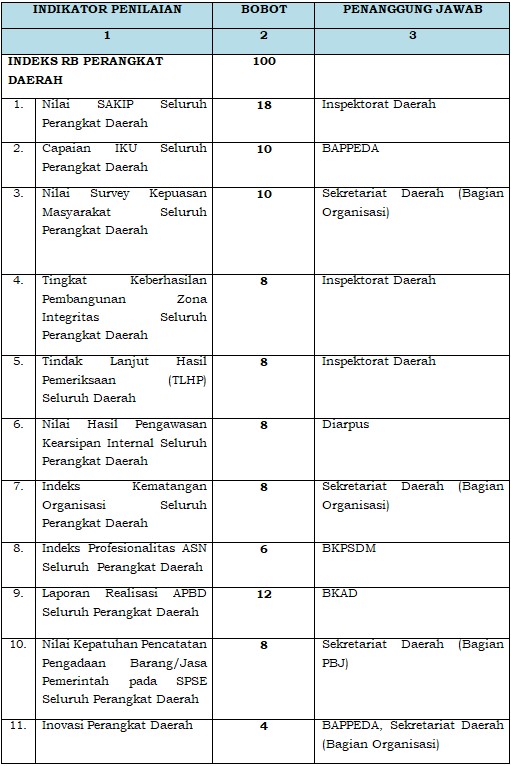 INDIKATOR PENILAIAN BOBOT PENANGGUNG JAWAB
1 2 3
INDEKS RB PERANGKAT 100
DAERAH
1. Nilai SAKIP Seluruh 18 Inspektorat Daerah
Perangkat Daerah
2. Capaian IKU Seluruh 10 BAPPEDA
Perangkat Daerah
3. Nilai Survey Kepuasan 10 Sekretariat Daerah (Bagian
Masyarakat Seluruh Organisasi)
Perangkat Daerah
4. Tingkat Keberhasilan 8 Inspektorat Daerah
Pembangunan Zona
Integritas Seluruh
Perangkat Daerah
5. Tindak Lanjut Hasil 8 Inspektorat Daerah
Pemeriksaan (TLHP)
Seluruh Daerah
6. Nilai Hasil Pengawasan 8 Diarpus
Kearsipan Internal Seluruh
Perangkat Daerah
7. Indeks Kematangan 8 Sekretariat Daerah (Bagian
Organisasi Seluruh Organisasi)
Perangkat Daerah
8. Indeks Profesionalitas ASN 6 BKPSDM
Seluruh Perangkat Daerah
9. Laporan Realisasi APBD 12 BKAD
Seluruh Perangkat Daerah
10. Nilai Kepatuhan Pencatatan 8 Sekretariat Daerah (Bagian
Pengadaan Barang/Jasa PBJ)
Pemerintah pada SPSE
Seluruh Perangkat Daerah
11. Inovasi Perangkat Daerah 4 BAPPEDA, Sekretariat Daerah
(Bagian Organisasi)